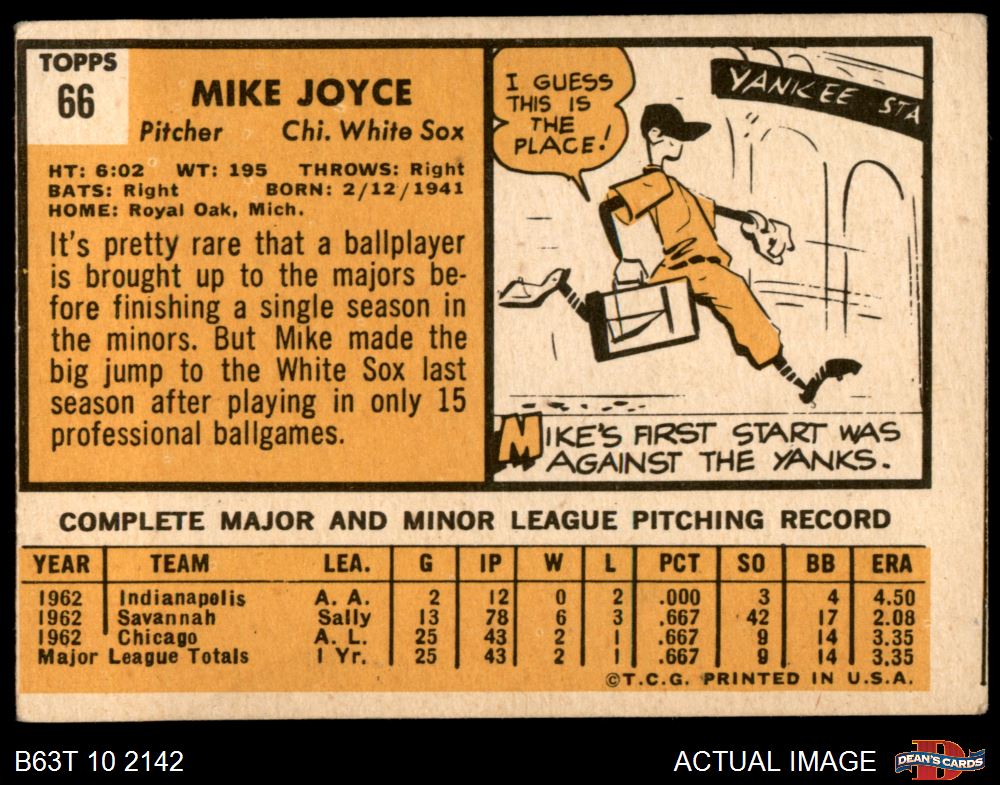 TOPPS
66
MIKE JOYCE
Pitcher Chi. White Sox
HT: 6:02 WT: 195 THROWS: Right
BATS: Right BORN: 2/12/1941
HOME: Royal Oak, Mich.
It's pretty rare that a ballplayer
is brought up to the majors be-
fore finishing a single season in
the minors. But Mike made the
big jump to the White Sox last
season after playing in only 15
professional ballgames.
I GUESS
THIS IS
THE
PLACE!
YANKEE STA
MIKE'S FIRST START WAS
AGAINST THE YANKS.
COMPLETE MAJOR AND MINOR LEAGUE PITCHING RECORD
YEAR TEAM LEA. G IP W L PCT SO BB ERA
1962 Indianapolis A. A. 2 12 0 2 .000 3 4 4.50
1962 Savannah Sally 13 78 6 3 .667 42 17 2.08
1962 Chicago A. L. 25 43 2 1 .667 9 14 3.35
Major League Totals 1 Yr. 25 43 2 1 .667 9 14 3.35
©T.C.G. PRINTED IN U.S.A.
B63T 10 2142
ACTUAL IMAGE
D
DEAN'S CARDS